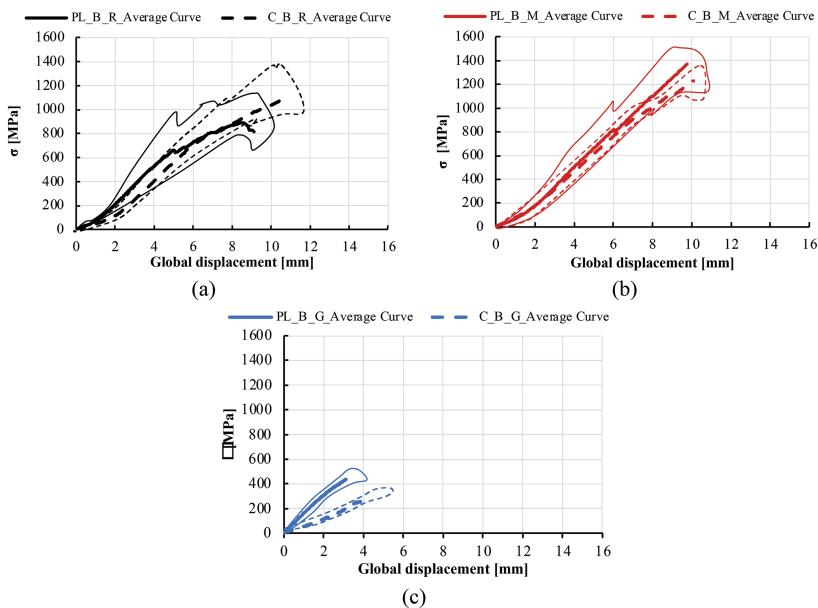 PL_B_R_Average Curve
C_B_R_Average Curve
1600
1400
1200
1000
800
600
400
200
0
σ [MPa]
0 2 4 6 8 10 12 14 16
Global displacement [mm]
(a)
PL_B_M_Average Curve
C_B_M_Average Curve
1600
1400
1200
1000
800
600
400
200
0
σ [MPa]
0 2 4 6 8 10 12 14 16
Global displacement [mm]
(b)
PL_B_G_Average Curve
C_B_G_Average Curve
1600
1400
1200
1000
800
600
400
200
0
□[MPa]
0 2 4 6 8 10 12 14 16
Global displacement [mm]
(c)